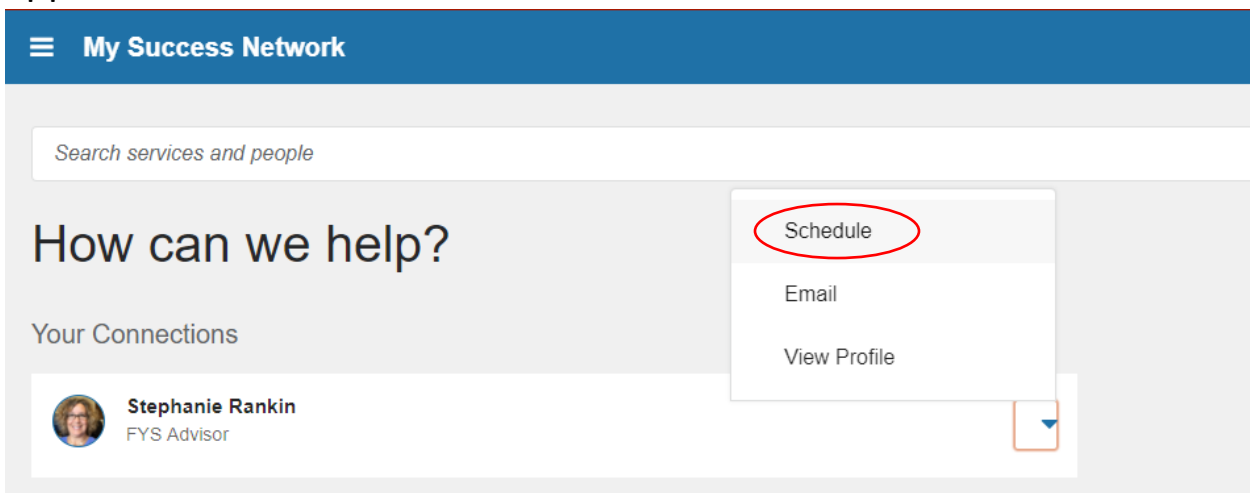 My Success Network
Search services and people
How can we help?
Schedule
Email
Your Connections
View Profile
Stephanie Rankin
FYS Advisor